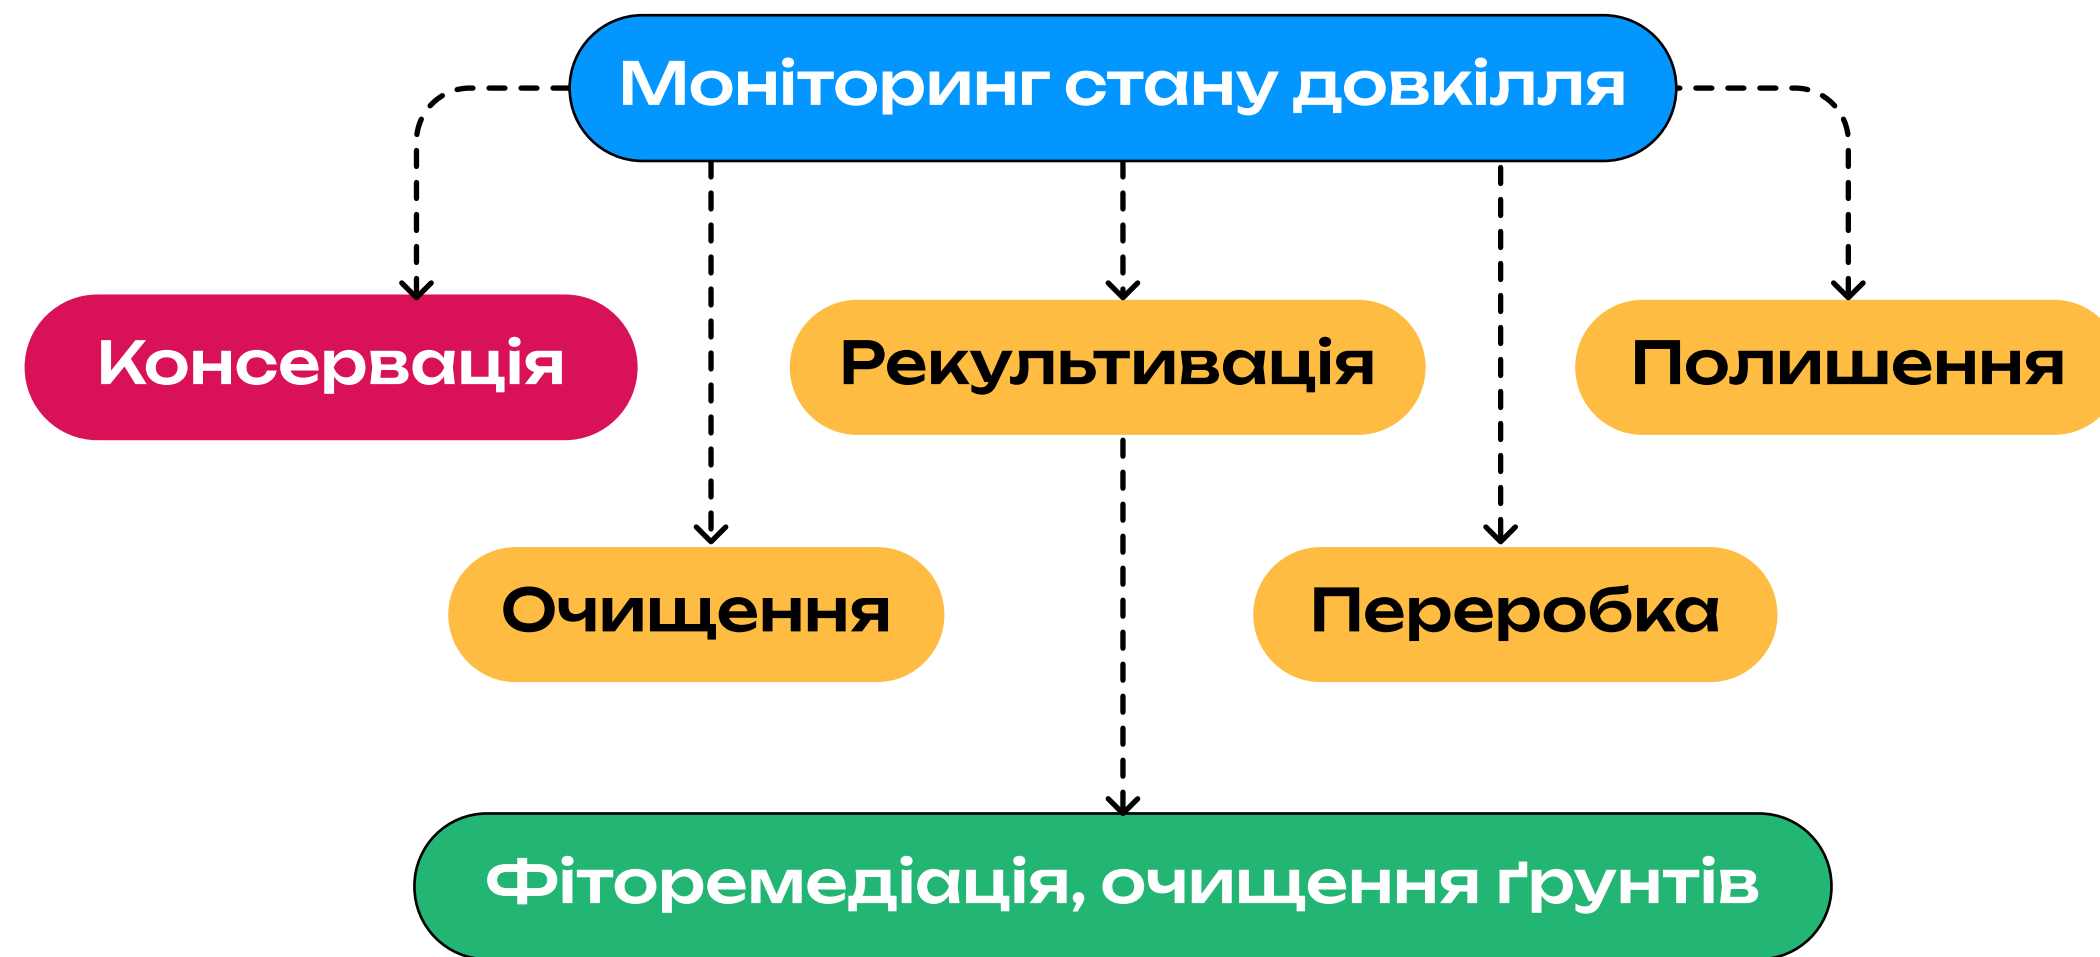 Моніторинг стану довкілля
Консервація
Рекультивація
Полишення
Очищення
Переробка
Фіторемедіація, очищення ґрунтів